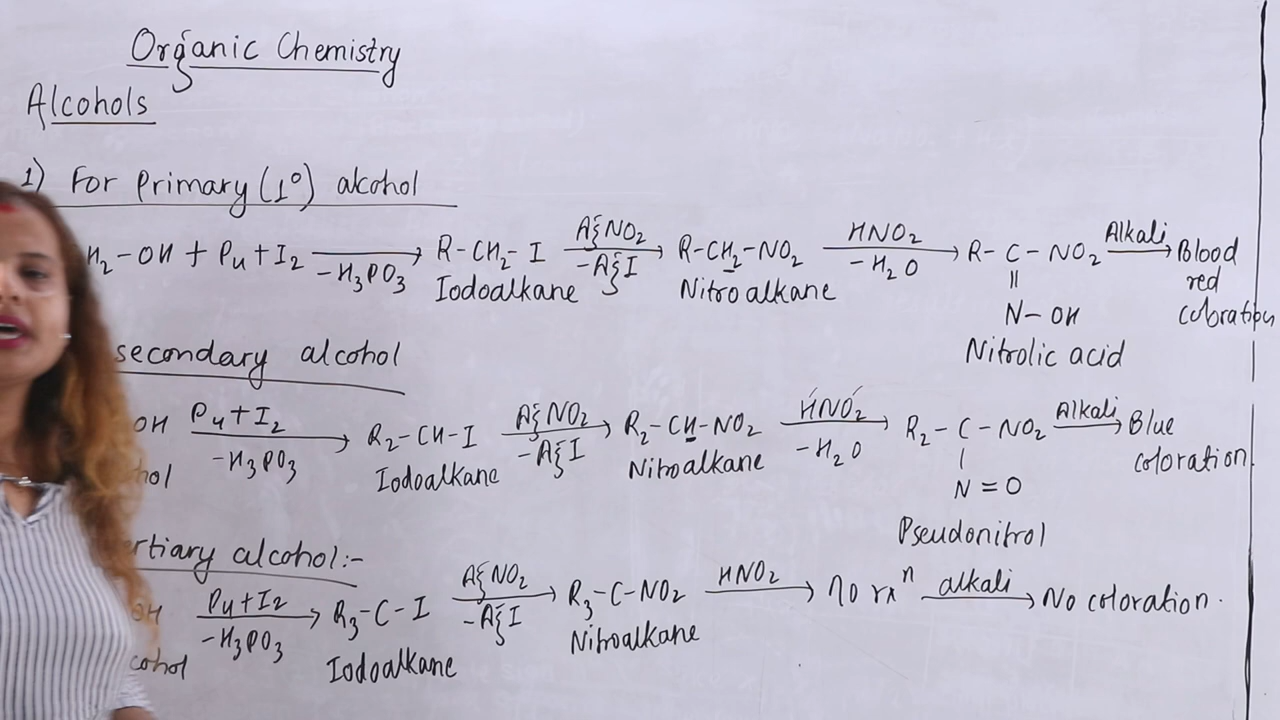 Organic Chemistry
Alcohols
1) For Primary (1°) alcohol
H₂-OH + P₄ + I₂ -H₃PO₃ R-CH₂-I AgNO₂ -AgI R-CH₂-NO₂ HNO₂ -H₂O R-C-NO₂ Alkali Blood red coloration
Iodoalkane Nitroalkane
||
N-OH
Nitrolic acid
secondary alcohol
OH P₄+I₂ -H₃PO₃ R₂-CH-I AgNO₂ -AgI R₂-CH-NO₂ HNO₂ -H₂O R₂-C-NO₂ Alkali Blue coloration
hol Iodoalkane Nitroalkane
|
N=O
Pseudonitrol
rtiary alcohol:-
OH P₄+I₂ -H₃PO₃ R₃-C-I AgNO₂ -AgI R₃-C-NO₂ HNO₂ No rxⁿ alkali No coloration.
cohol Iodoalkane Nitroalkane